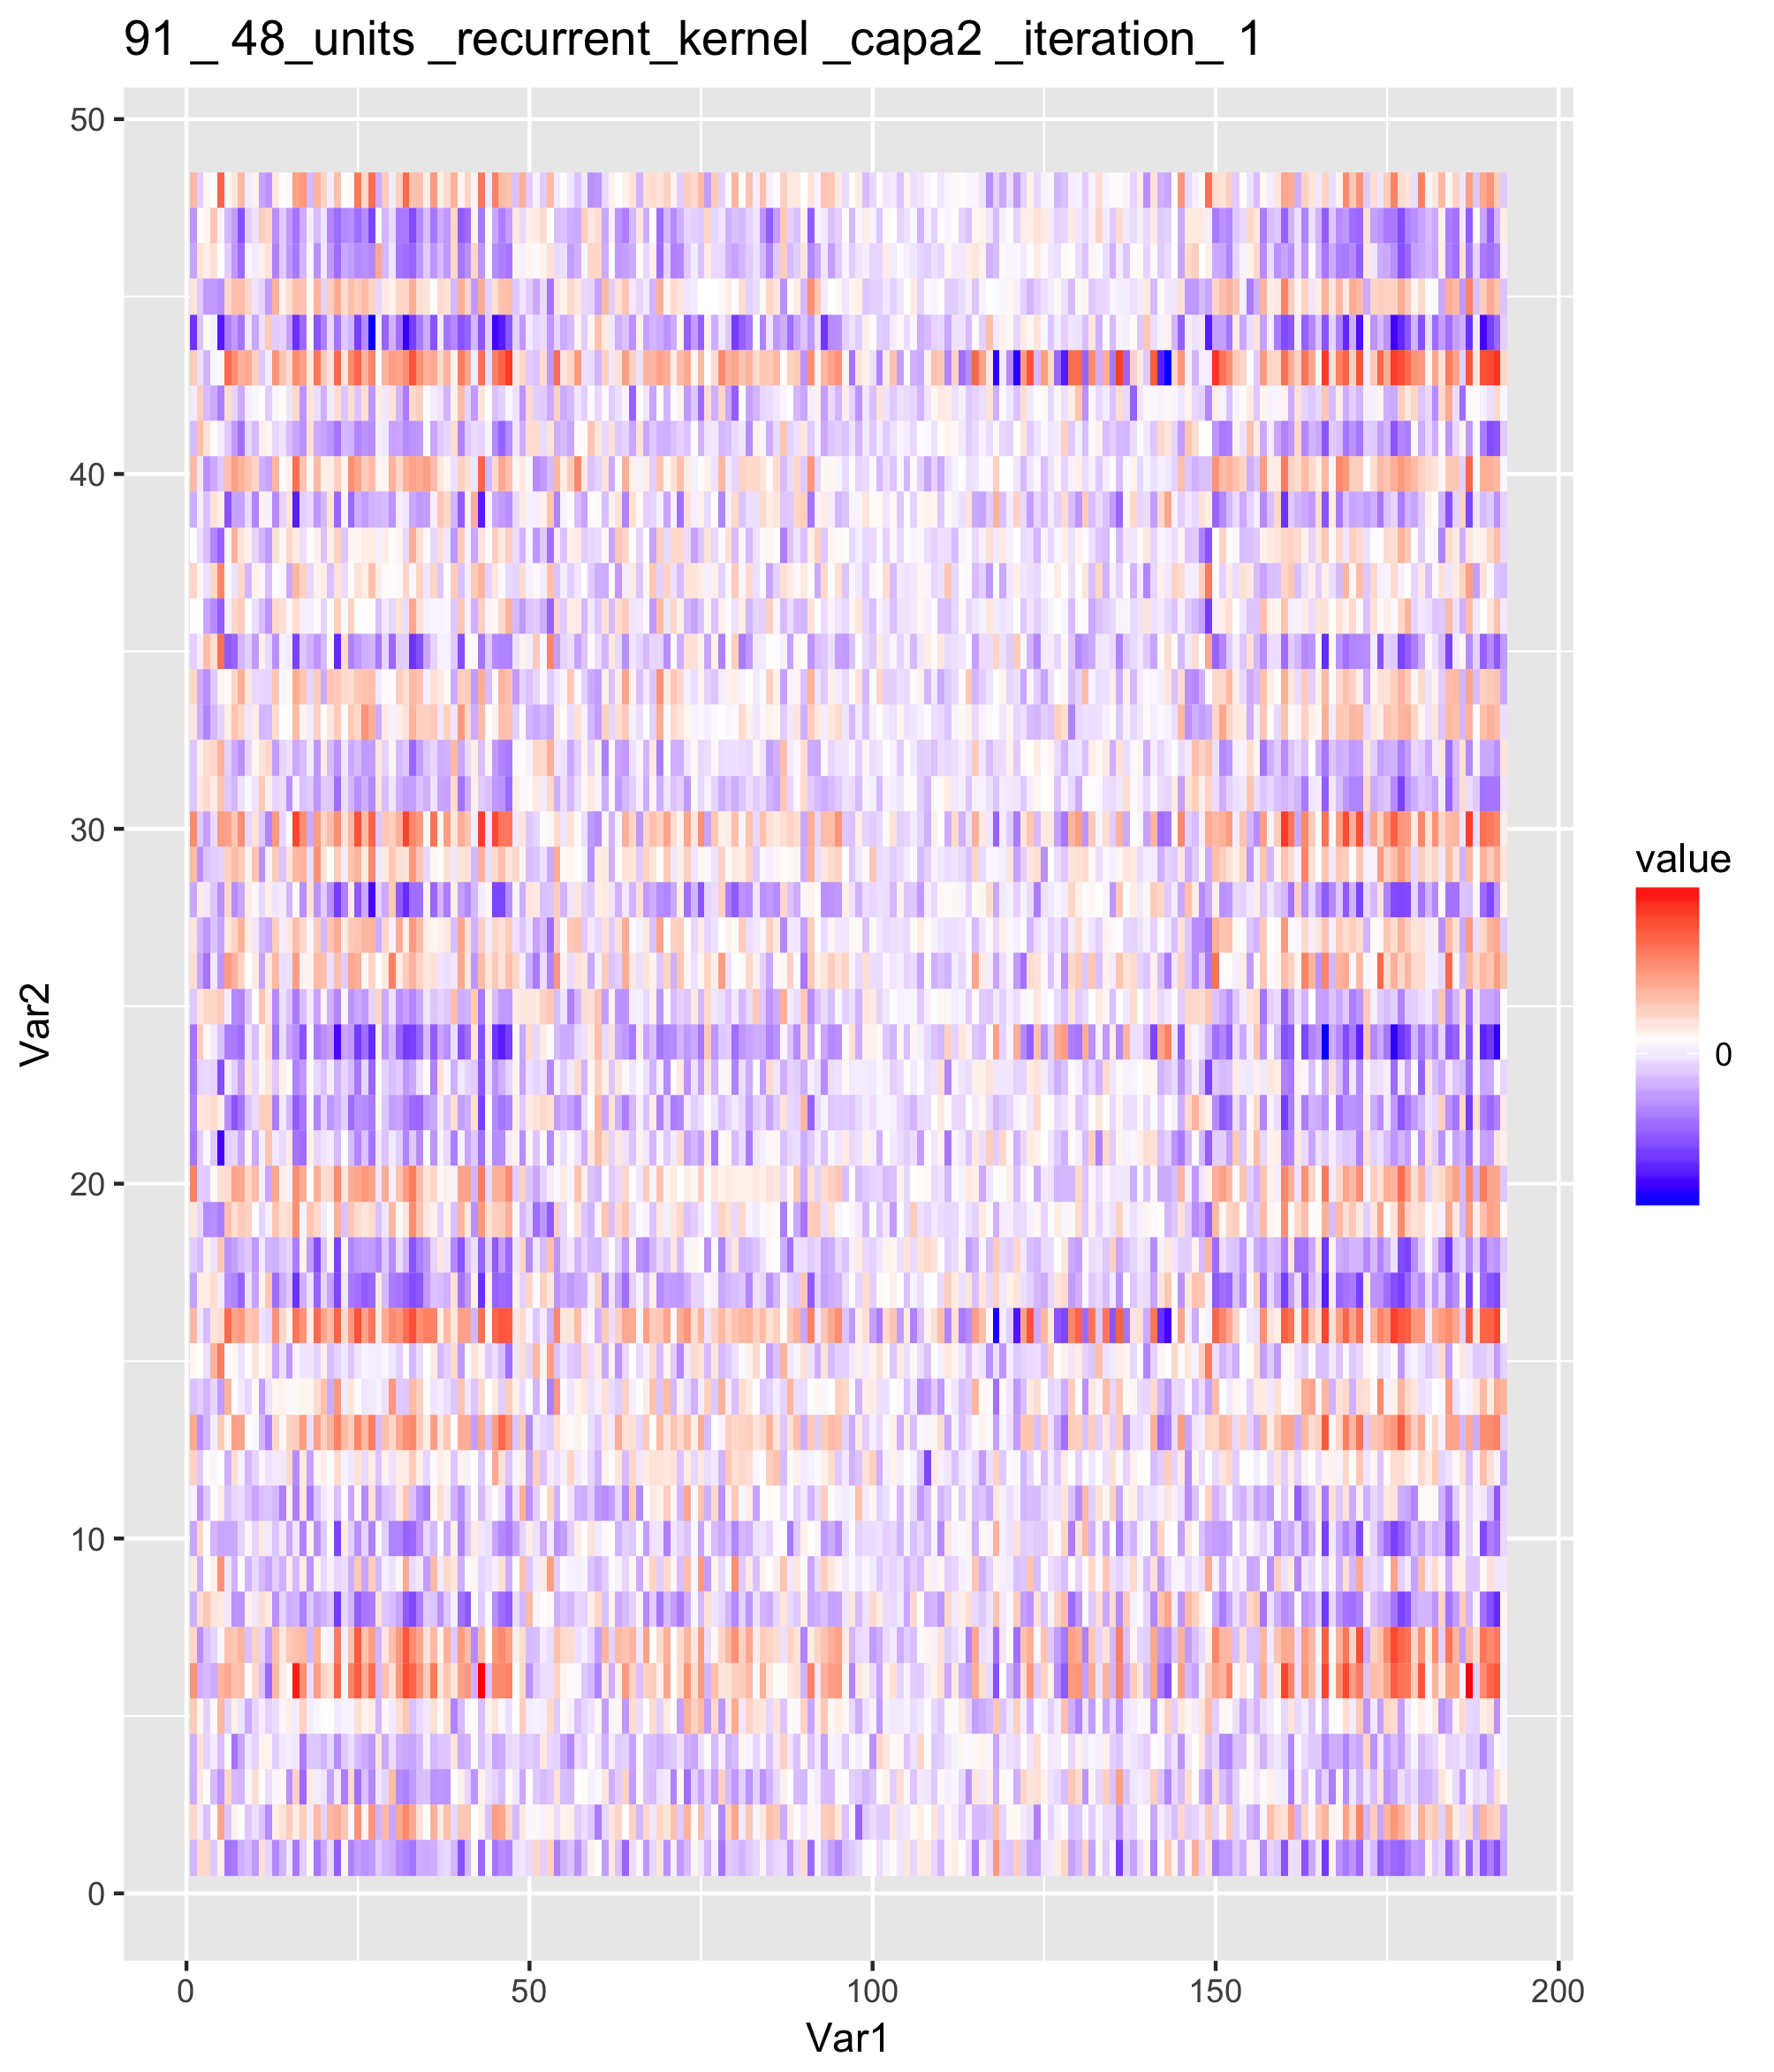 91 _ 48_units _recurrent_kernel _capa2 _iteration_ 1
50
40
30
20
10
0
Var2
0 50 100 150 200
Var1
value
0